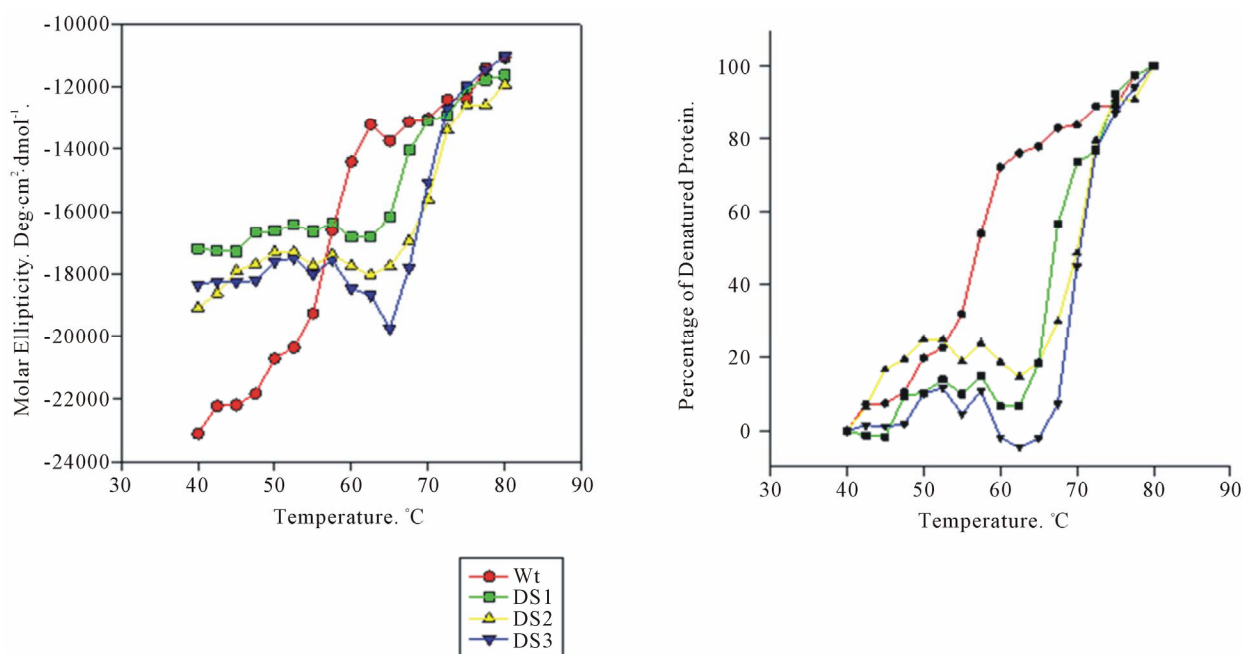 Molar Ellipticity. Deg·cm²·dmol⁻¹.
-10000
-12000
-14000
-16000
-18000
-20000
-22000
-24000
30 40 50 60 70 80 90
Temperature. °C
Percentage of Denatured Protein.
100
80
60
40
20
0
30 40 50 60 70 80 90
Temperature. °C
Wt
DS1
DS2
DS3